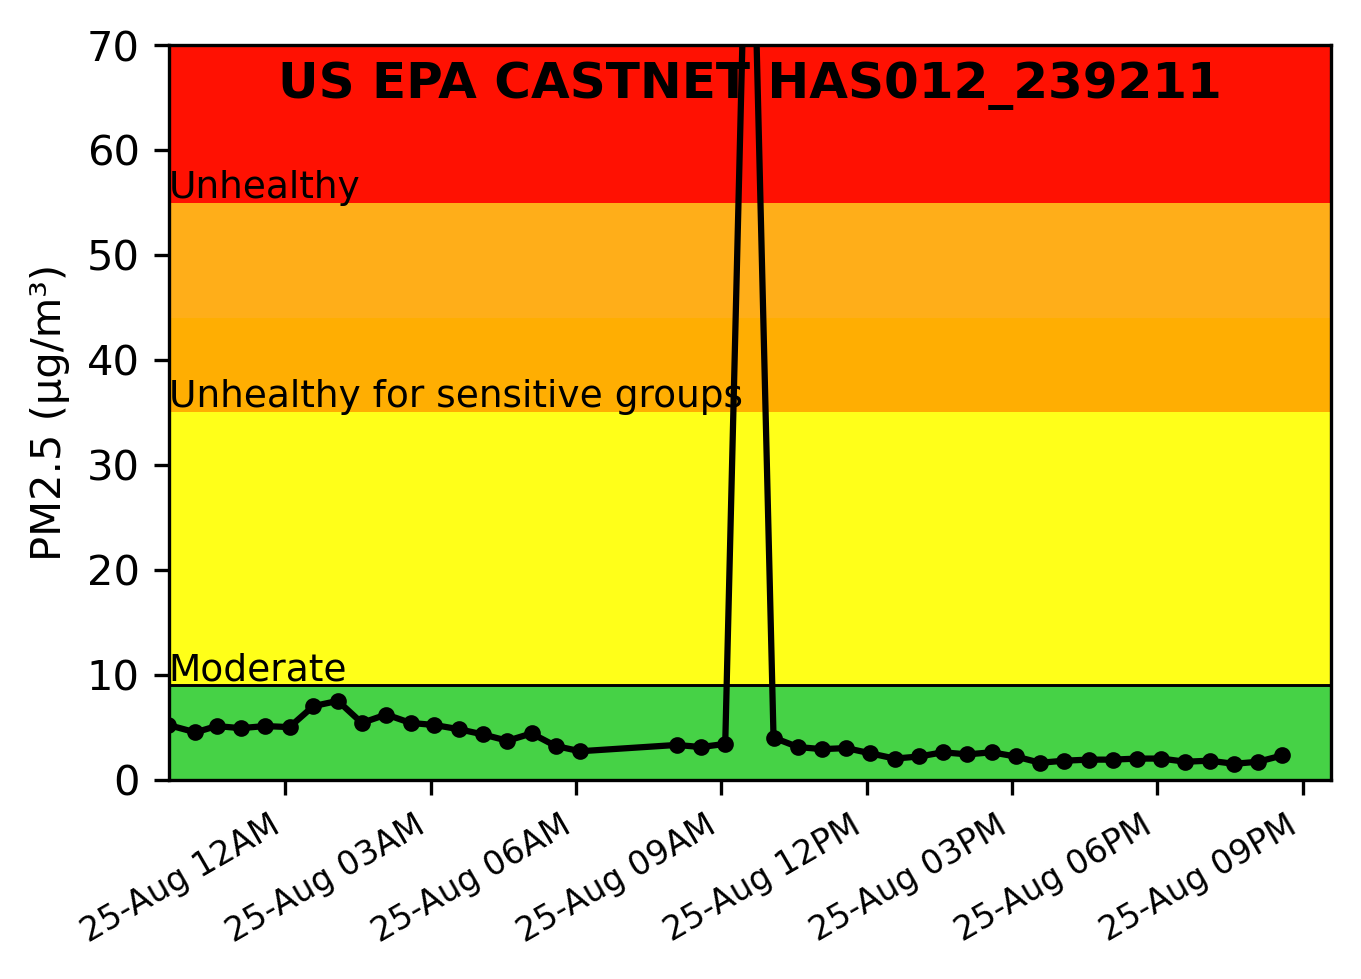 US EPA CASTNET HAS012_239211
PM2.5 (μg/m³)
70
60
Unhealthy
50
40
Unhealthy for sensitive groups
30
20
10
Moderate
0
25-Aug 12AM
25-Aug 03AM
25-Aug 06AM
25-Aug 09AM
25-Aug 12PM
25-Aug 03PM
25-Aug 06PM
25-Aug 09PM